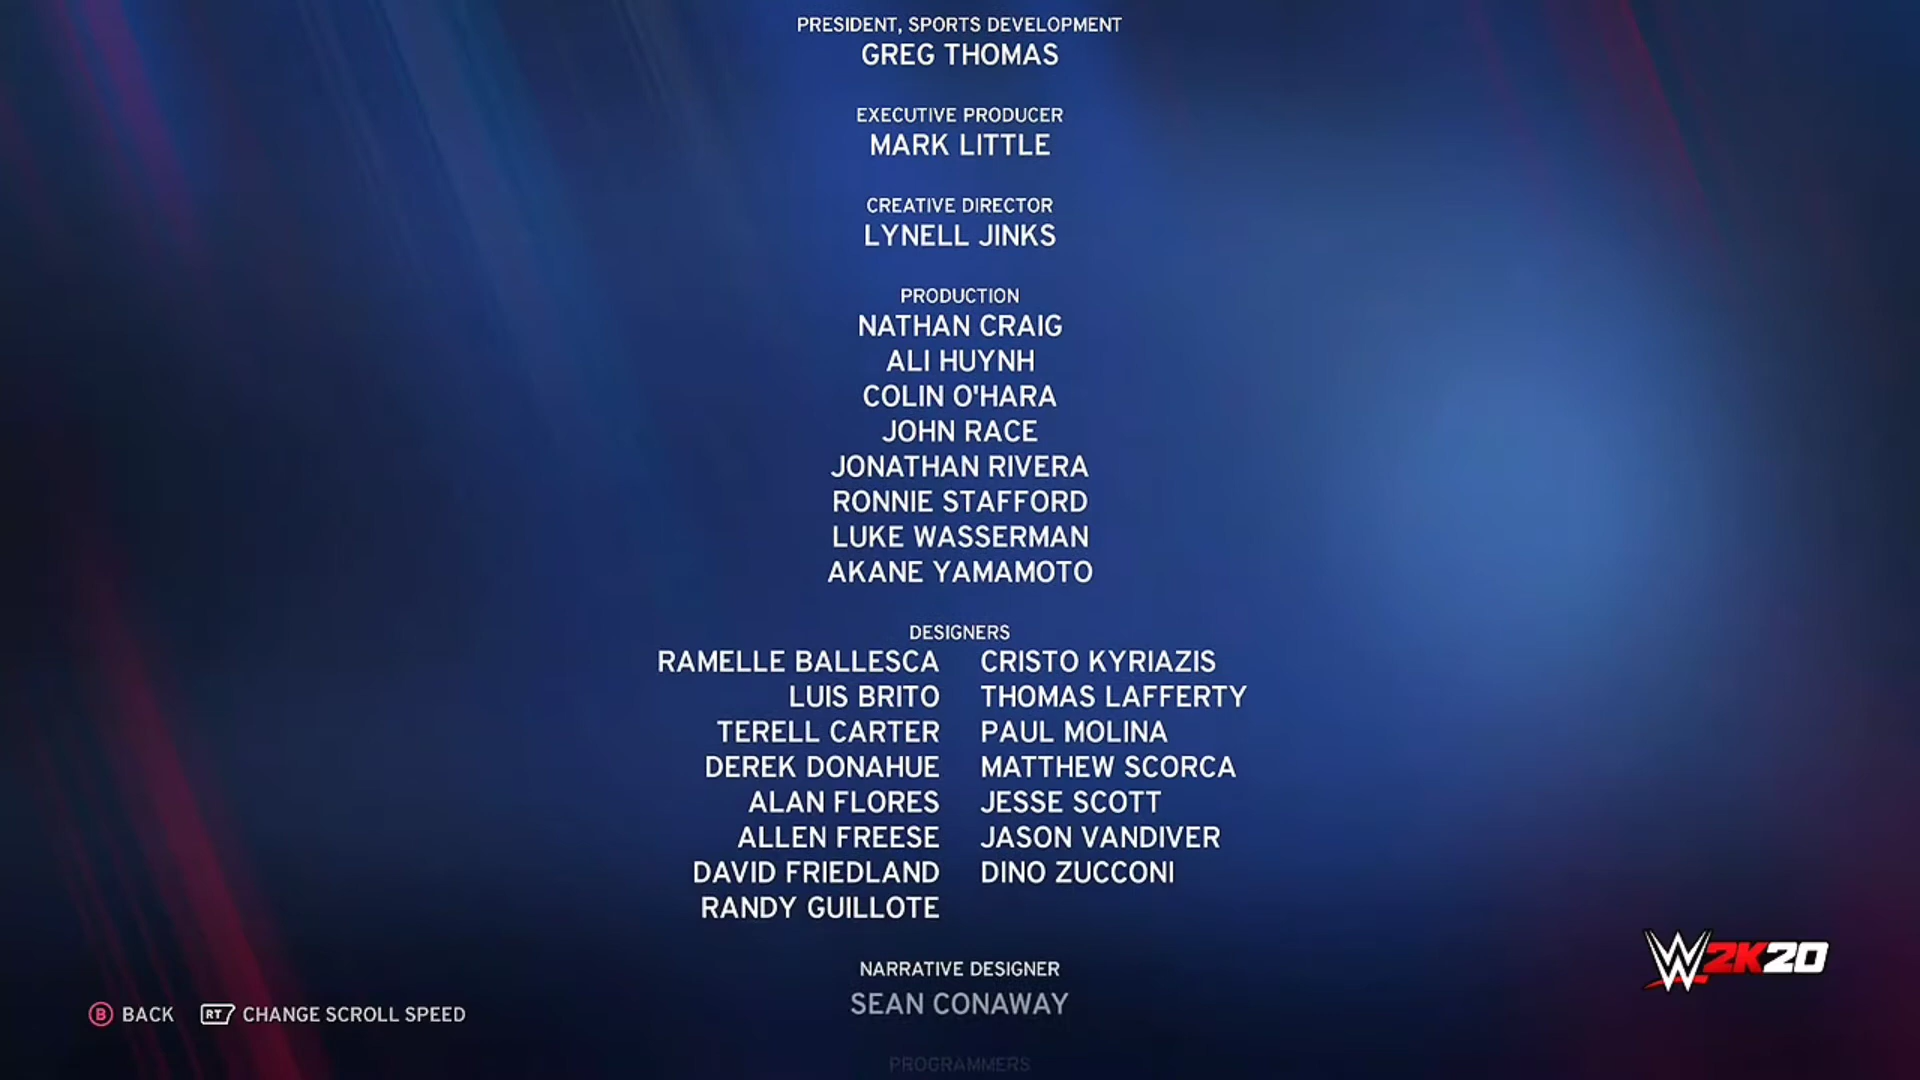 PRESIDENT, SPORTS DEVELOPMENT
GREG THOMAS
EXECUTIVE PRODUCER
MARK LITTLE
CREATIVE DIRECTOR
LYNELL JINKS
PRODUCTION
NATHAN CRAIG
ALI HUYNH
COLIN O'HARA
JOHN RACE
JONATHAN RIVERA
RONNIE STAFFORD
LUKE WASSERMAN
AKANE YAMAMOTO
DESIGNERS
RAMELLE BALLESCA CRISTO KYRIAZIS
LUIS BRITO THOMAS LAFFERTY
TERELL CARTER PAUL MOLINA
DEREK DONAHUE MATTHEW SCORCA
ALAN FLORES JESSE SCOTT
ALLEN FREESE JASON VANDIVER
DAVID FRIEDLAND DINO ZUCCONI
RANDY GUILLOTE
NARRATIVE DESIGNER
SEAN CONAWAY
PROGRAMMERS
B BACK RT CHANGE SCROLL SPEED
W 2K20